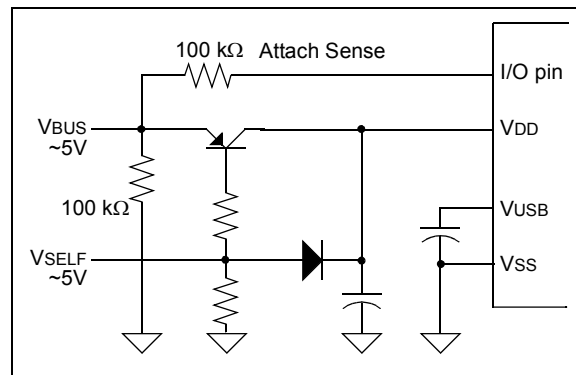 100 kΩ Attach Sense
I/O pin
VBUS
~5V
VDD
100 kΩ
VUSB
VSELF
~5V
VSS